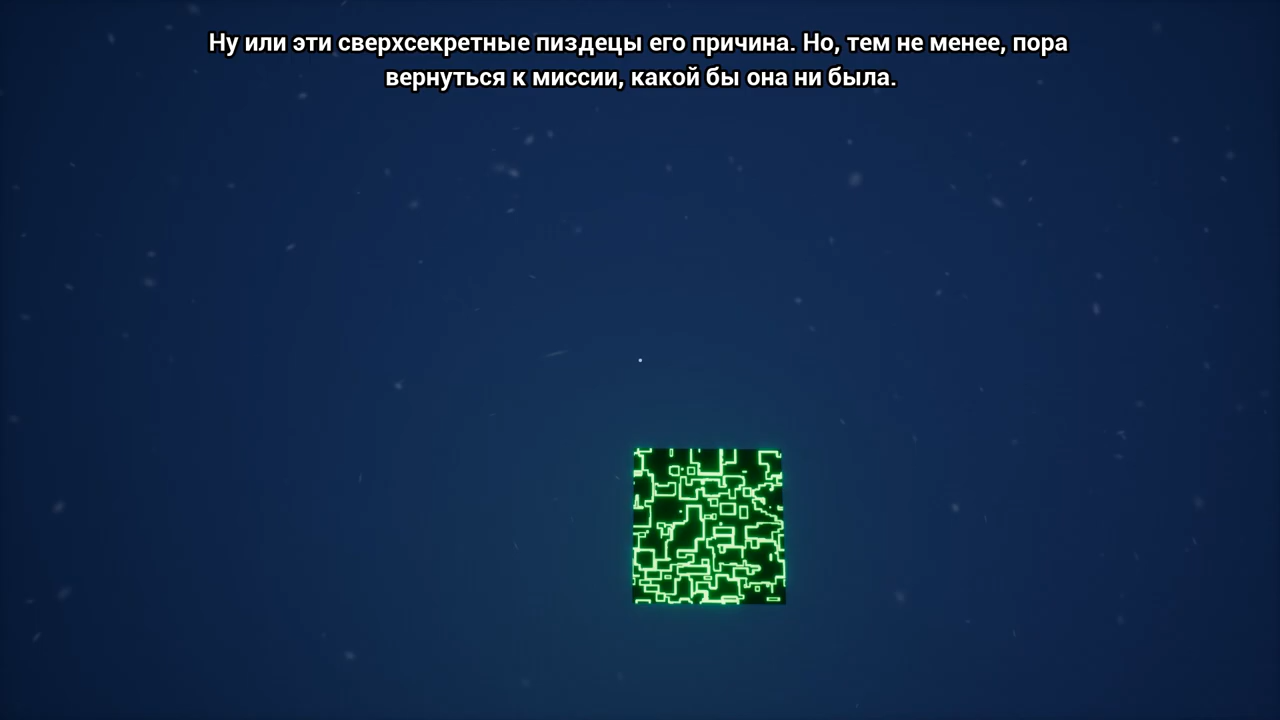 Ну или эти сверхсекретные пиздецы его причина. Но, тем не менее, пора
вернуться к миссии, какой бы она ни была.